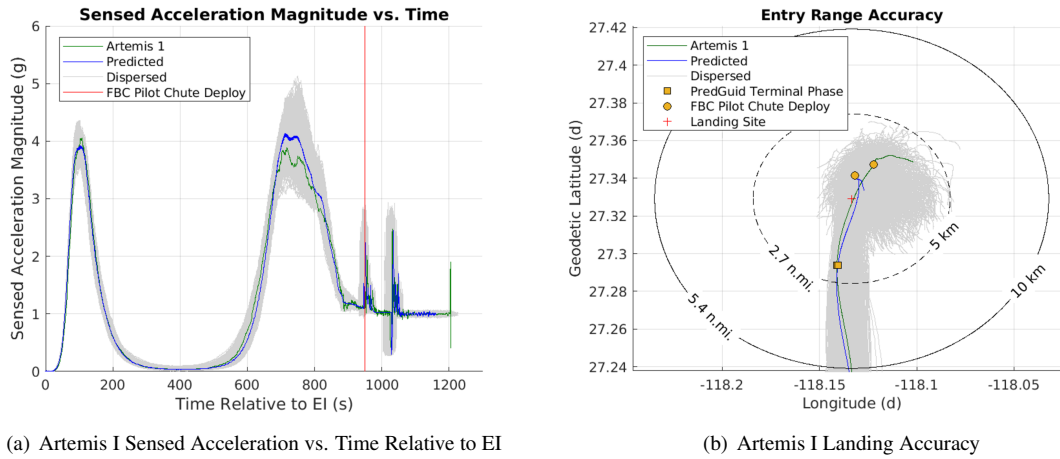 Sensed Acceleration Magnitude vs. Time
Sensed Acceleration Magnitude (g)
6
5
4
3
2
1
0
Artemis 1
Predicted
Dispersed
FBC Pilot Chute Deploy
0 200 400 600 800 1000 1200
Time Relative to EI (s)
(a) Artemis I Sensed Acceleration vs. Time Relative to EI
Entry Range Accuracy
Geodetic Latitude (d)
27.42
27.4
27.38
27.36
27.34
27.32
27.3
27.28
27.26
27.24
Artemis 1
Predicted
Dispersed
PredGuid Terminal Phase
FBC Pilot Chute Deploy
Landing Site
2.7 n.mi.
5 km
5.4 n.mi.
10 km
-118.2 -118.15 -118.1 -118.05
Longitude (d)
(b) Artemis I Landing Accuracy